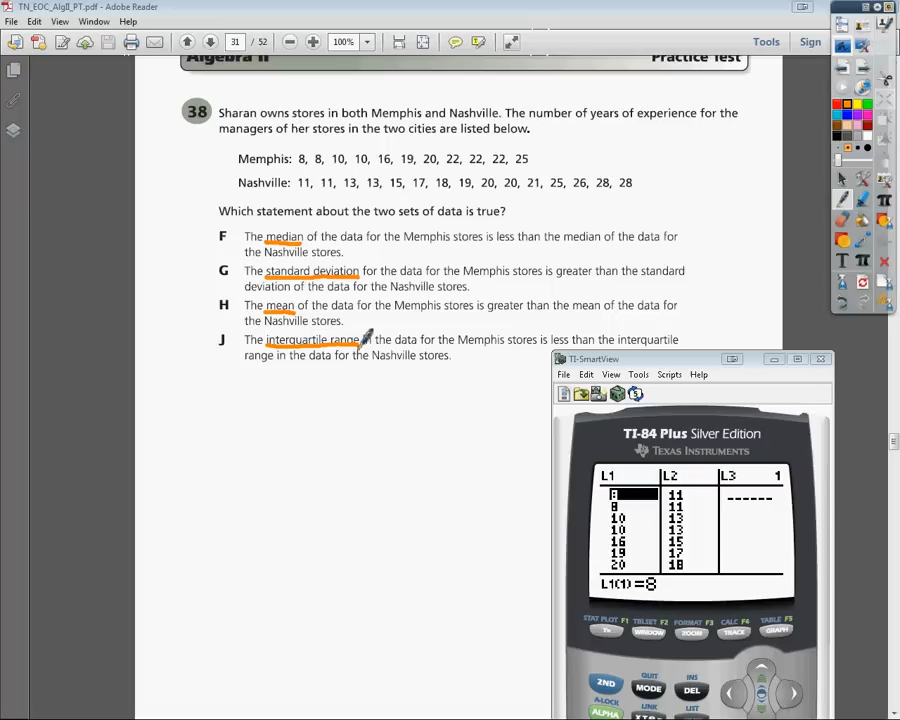 TN_EOC_AlgII_PT.pdf - Adobe Reader
File Edit View Window Help
31 / 52 100% Tools Sign
Algebra II Practice Test
38 Sharan owns stores in both Memphis and Nashville. The number of years of experience for the
managers of her stores in the two cities are listed below.
Memphis: 8, 8, 10, 10, 16, 19, 20, 22, 22, 22, 25
Nashville: 11, 11, 13, 13, 15, 17, 18, 19, 20, 20, 21, 25, 26, 28, 28
Which statement about the two sets of data is true?
F The median of the data for the Memphis stores is less than the median of the data for
the Nashville stores.
G The standard deviation for the data for the Memphis stores is greater than the standard
deviation of the data for the Nashville stores.
H The mean of the data for the Memphis stores is greater than the mean of the data for
the Nashville stores.
J The interquartile range the data for the Memphis stores is less than the interquartile
range in the data for the Nashville stores.
TI-SmartView
File Edit View Tools Scripts Help
TI-84 Plus Silver Edition
TEXAS INSTRUMENTS
L1 L2 L3 1
11
8 11
10 13
10 13
16 15
19 17
20 18
L1(1)=8
STAT PLOT F1 TBLSET F2 FORMAT F3 CALC F4 TABLE F5
Y= WINDOW ZOOM TRACE GRAPH
QUIT INS
2ND MODE DEL
A-LOCK LINK LIST
ALPHA STAT